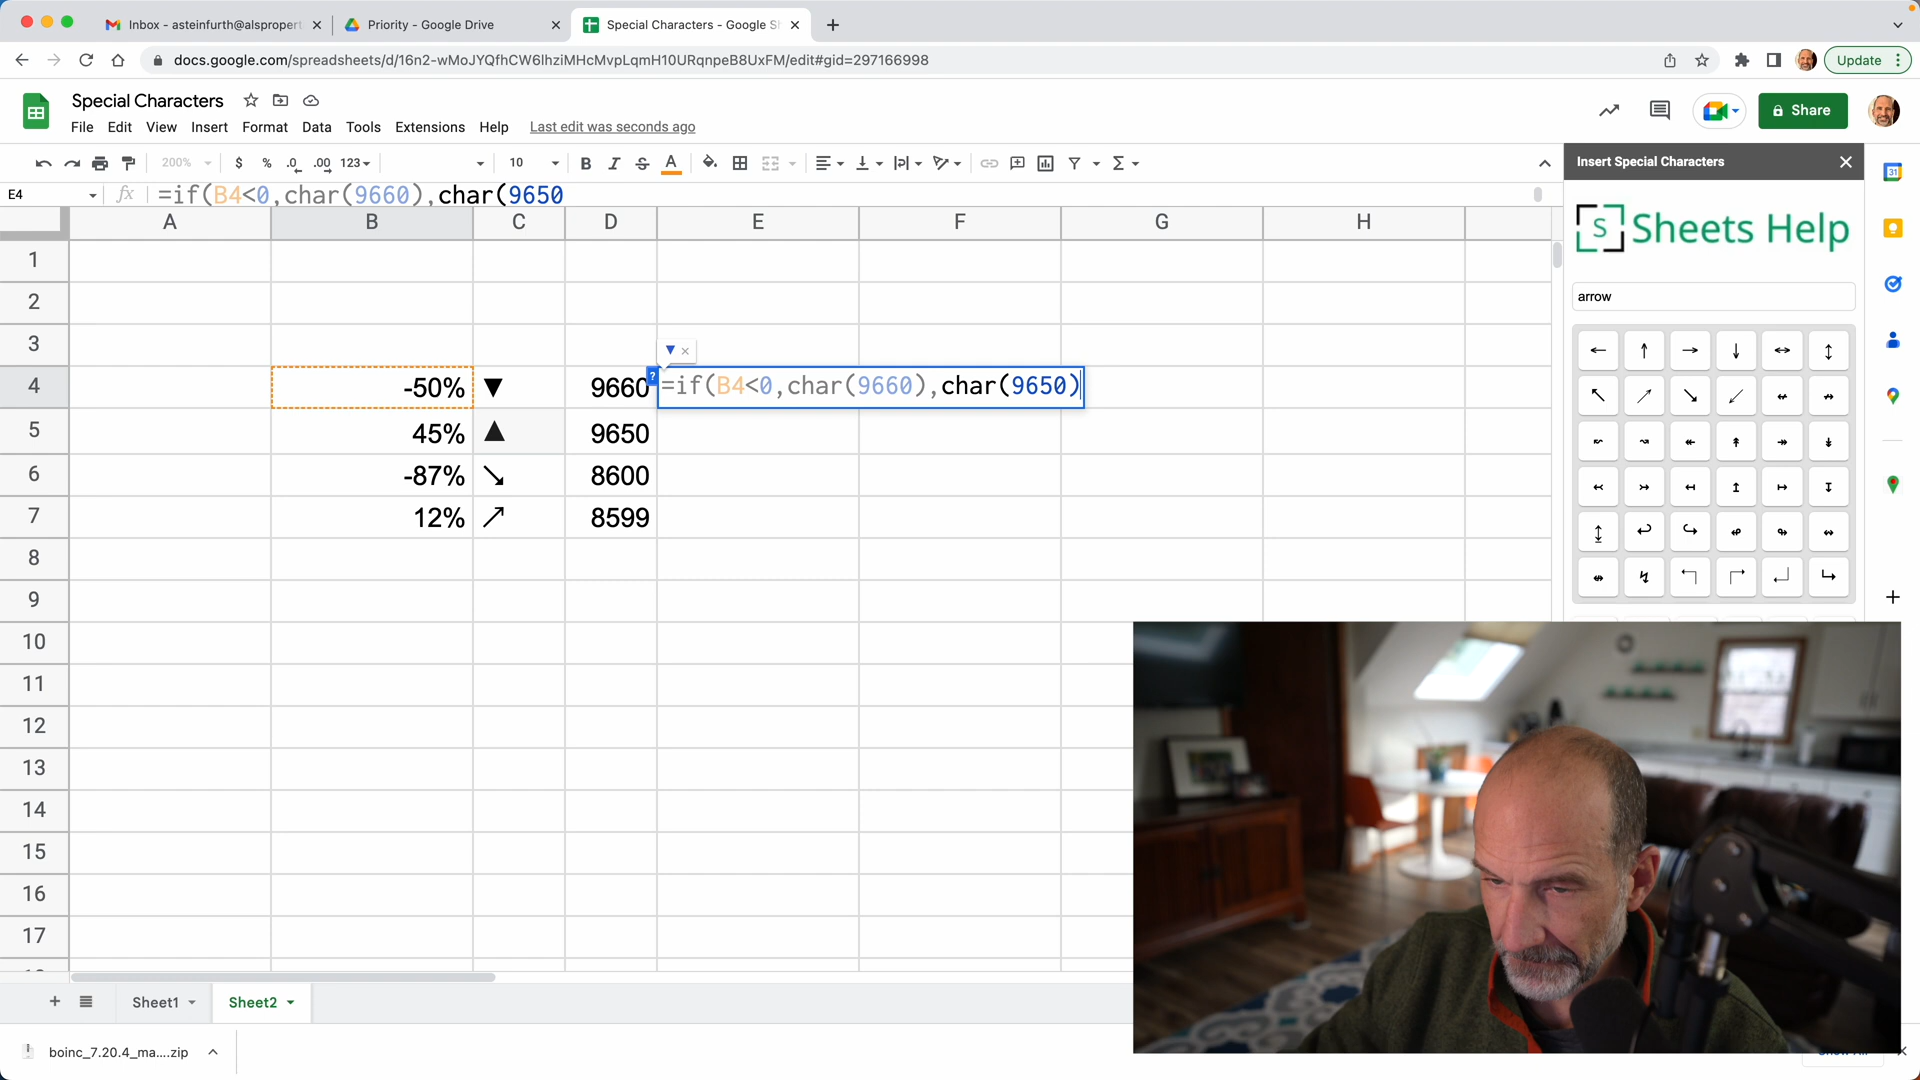 Inbox - asteinfurth@alspropert
Priority - Google Drive
Special Characters - Google S
docs.google.com/spreadsheets/d/16n2-wMoJYQfhCW6lhziMHcMvpLqmH10URqnpeB8UxFM/edit#gid=297166998
Update
Special Characters
File Edit View Insert Format Data Tools Extensions Help Last edit was seconds ago
Share
200% $ % .0 .00 123 10 B I S A Σ
Insert Special Characters
31
E4 fx =if(B4<0,char(9660),char(9650
S Sheets Help
A B C D E F G H
1
2
arrow
3
▼ ×
← ↑ → ↓ ↔ ↕
4 -50% ▼ 9660 ? =if(B4<0,char(9660),char(9650)
5 45% ▲ 9650
6 -87% ↘ 8600
7 12% ↗ 8599
8
9
10
11
12
13
14
15
16
17
+ Sheet1 Sheet2
boinc_7.20.4_ma....zip